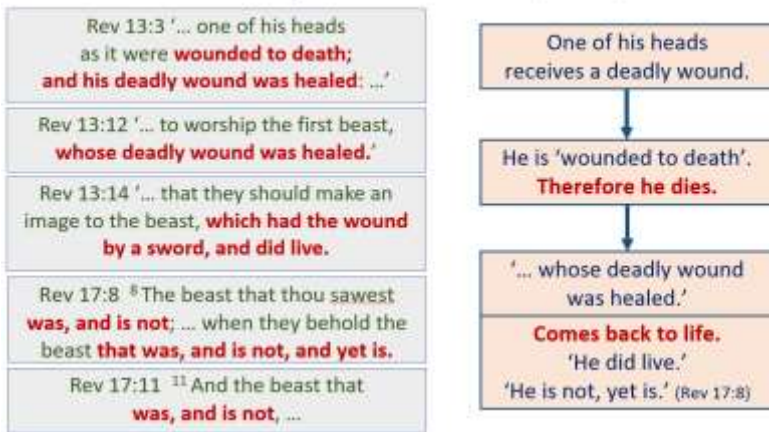 Rev 13:3 ‘… one of his heads
as it were wounded to death;
and his deadly wound was healed: …’
Rev 13:12 ‘… to worship the first beast,
whose deadly wound was healed.’
Rev 13:14 ‘… that they should make an
image to the beast, which had the wound
by a sword, and did live.
Rev 17:8 ⁸ The beast that thou sawest
was, and is not; … when they behold the
beast that was, and is not, and yet is.
Rev 17:11 ¹¹ And the beast that
was, and is not, …
One of his heads
receives a deadly wound.
He is ‘wounded to death’.
Therefore he dies.
‘… whose deadly wound
was healed.’
Comes back to life.
‘He did live.’
‘He is not, yet is.’ (Rev 17:8)